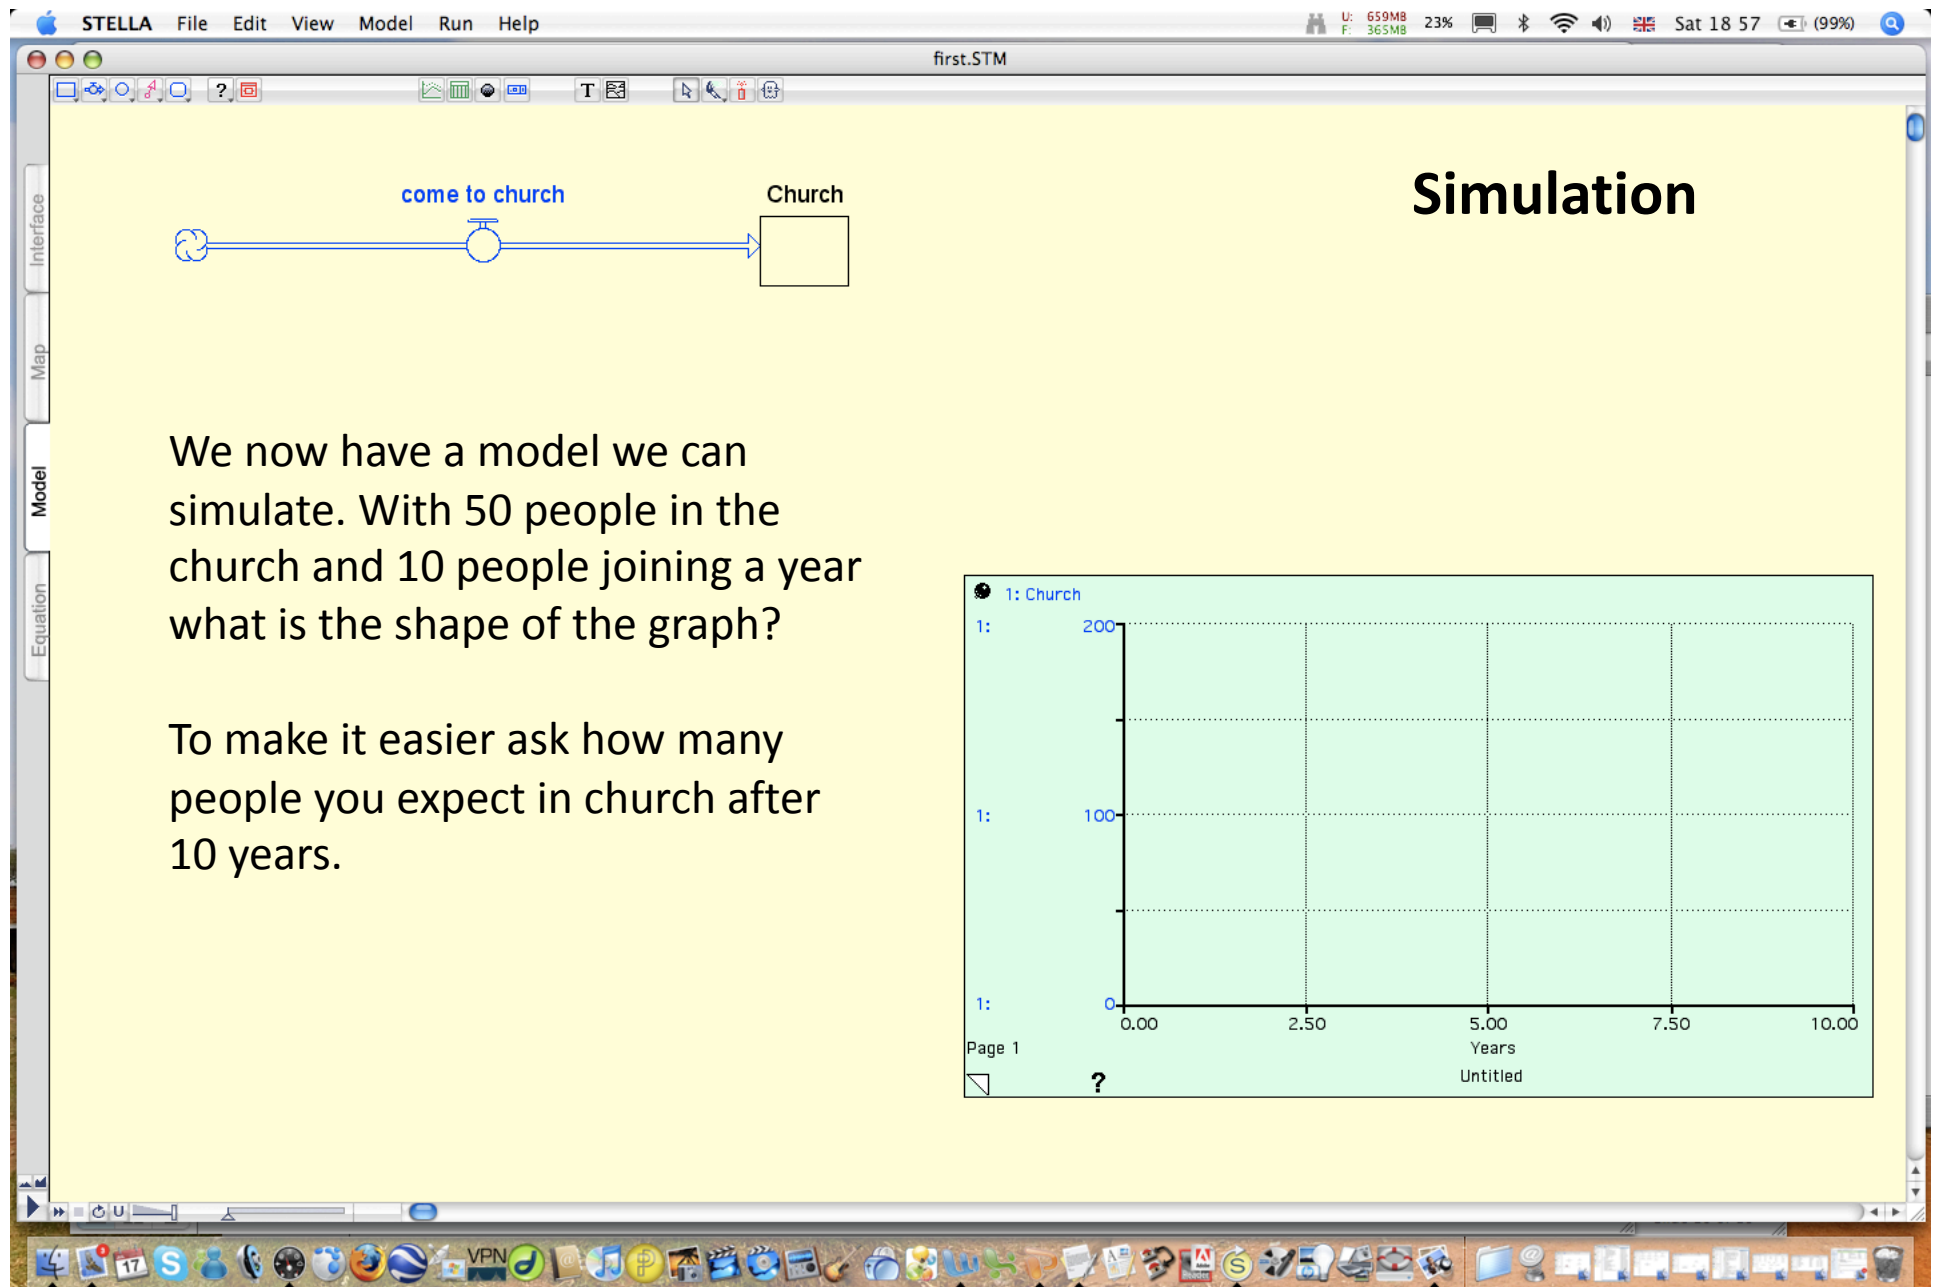 STELLA File Edit View Model Run Help U: 659MB F: 365MB 23% Sat 18 57 (99%)
first.STM
T ?
Interface
Map
Model
Equation
come to church
Church
Simulation
We now have a model we can
simulate. With 50 people in the
church and 10 people joining a year
what is the shape of the graph?
To make it easier ask how many
people you expect in church after
10 years.
1: Church
1: 200
1: 100
1: 0
0.00 2.50 5.00 7.50 10.00
Page 1 Years
? Untitled
U
17 VPN